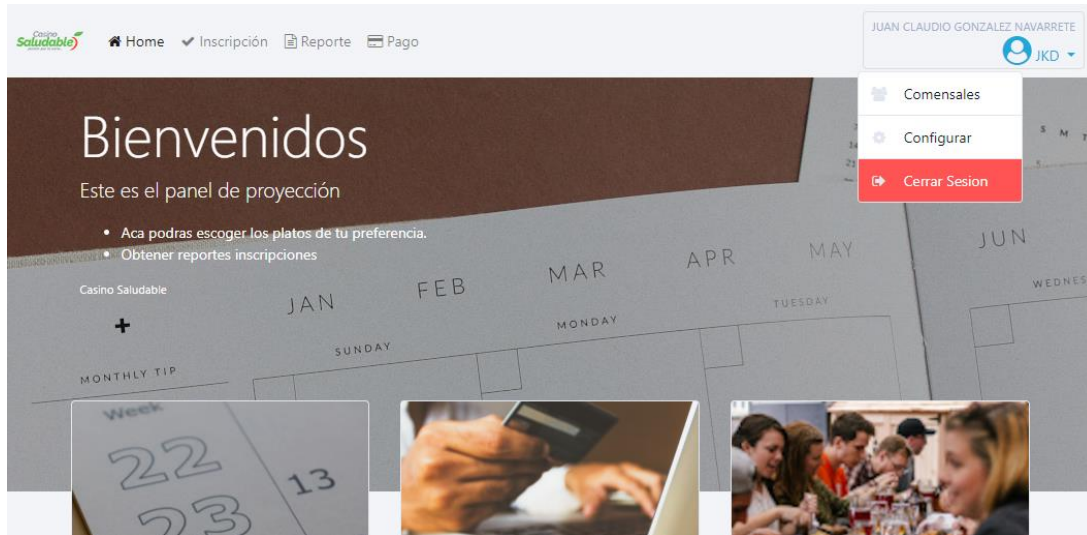 Casino
Saludable
Home
Inscripción
Reporte
Pago
JUAN CLAUDIO GONZALEZ NAVARRETE
JKD
Comensales
Configurar
Cerrar Sesion
Bienvenidos
Este es el panel de proyección
Aca podras escoger los platos de tu preferencia.
Obtener reportes inscripciones
Casino Saludable
JAN
FEB
MAR
APR
MAY
JUN
SUNDAY
MONDAY
TUESDAY
WEDNES
MONTHLY TIP
S M T
Week
22
13
23